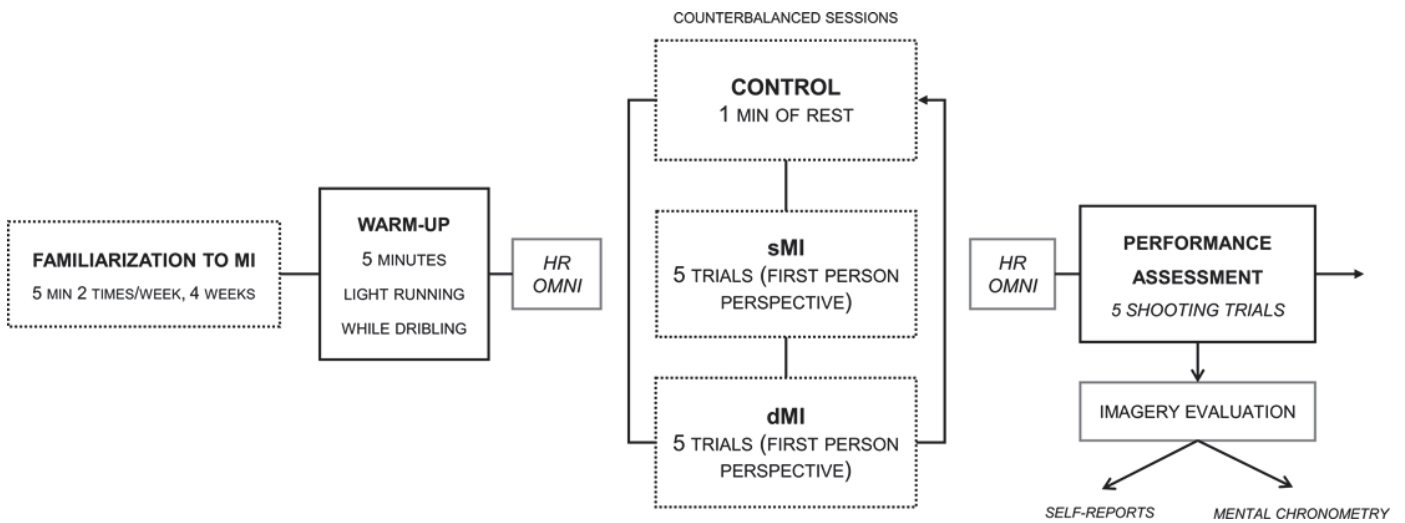 COUNTERBALANCED SESSIONS
FAMILIARIZATION TO MI
5 MIN 2 TIMES/WEEK, 4 WEEKS
WARM-UP
5 MINUTES
LIGHT RUNNING
WHILE DRIBLING
HR
OMNI
CONTROL
1 MIN OF REST
sMI
5 TRIALS (FIRST PERSON
PERSPECTIVE)
dMI
5 TRIALS (FIRST PERSON
PERSPECTIVE)
HR
OMNI
PERFORMANCE
ASSESSMENT
5 SHOOTING TRIALS
IMAGERY EVALUATION
SELF-REPORTS
MENTAL CHRONOMETRY